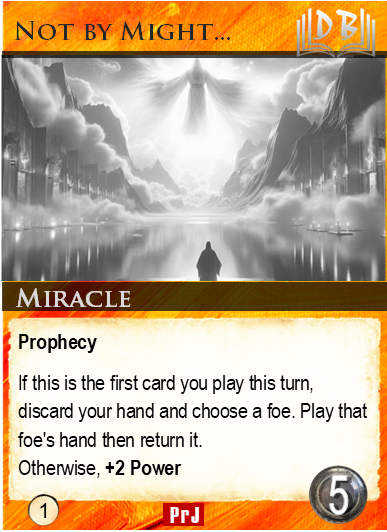 Not by Might...
DB
Miracle
Prophecy
If this is the first card you play this turn,
discard your hand and choose a foe. Play that
foe's hand then return it.
Otherwise, +2 Power
1
PrJ
5